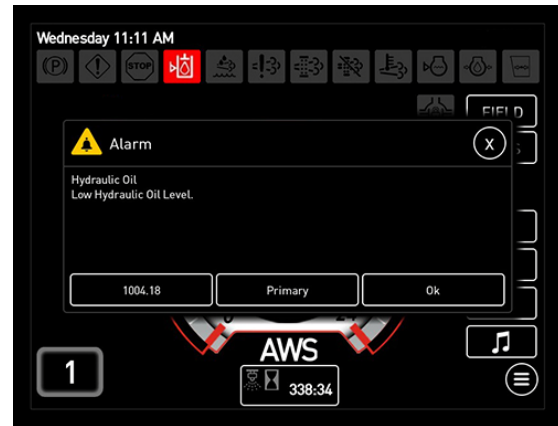 Wednesday 11:11 AM
(P)
STOP
FIELD
Alarm
X
Hydraulic Oil
Low Hydraulic Oil Level.
1004.18
Primary
Ok
AWS
1
338:34